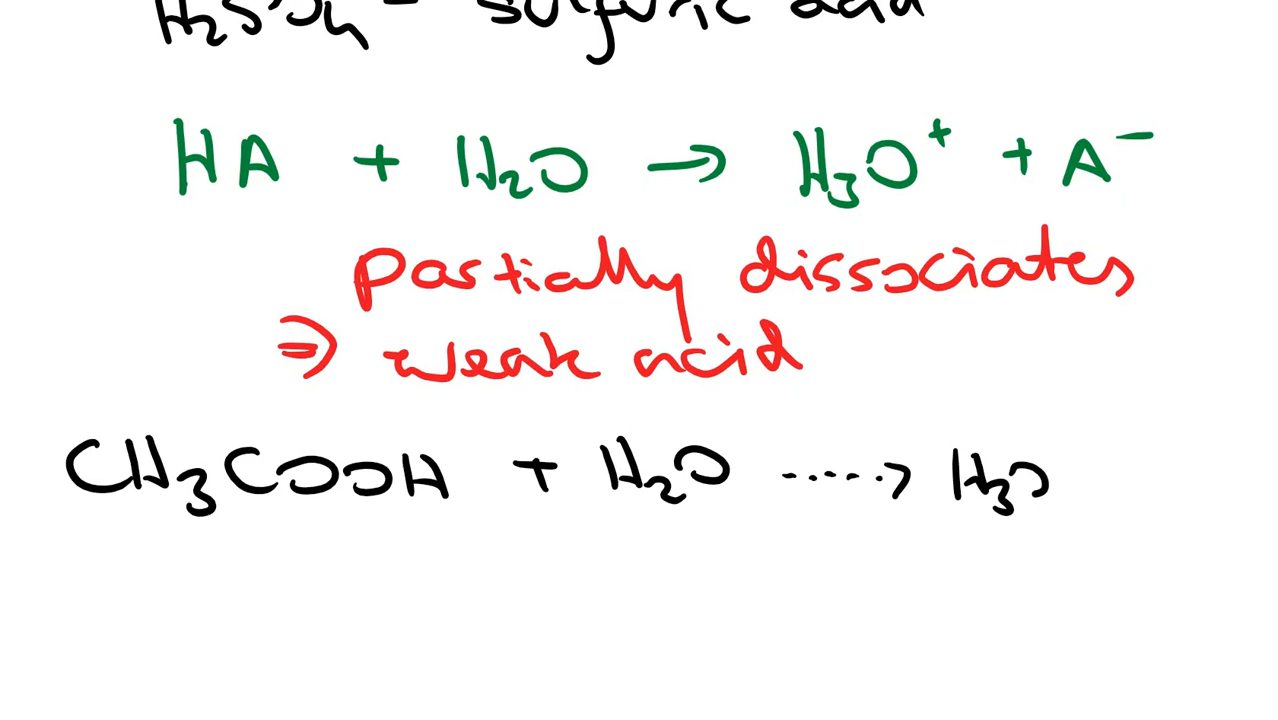 H₂SO₄ - sulfuric acid
HA + H₂O → H₃O⁺ + A⁻
partially dissociates
⇒ weak acid
CH₃COOH + H₂O .....→ H₃O